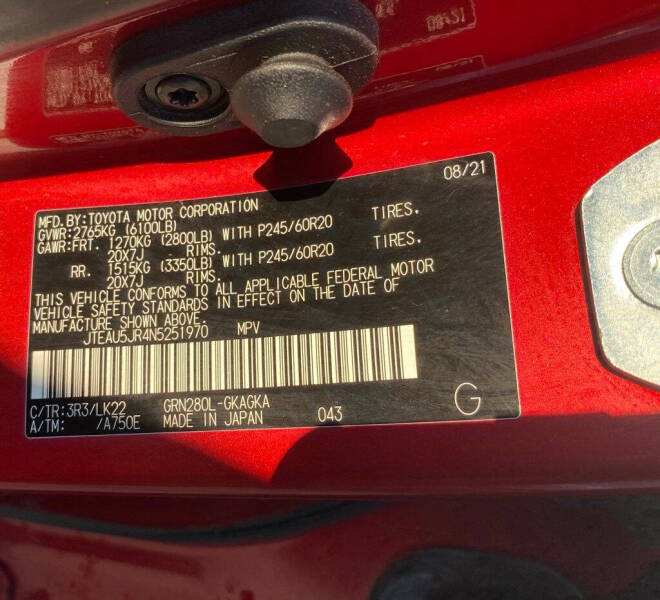 08/21
MFD.BY:TOYOTA MOTOR CORPORATION
GVWR:2765KG (6100LB)
GAWR:FRT. 1270KG (2800LB) WITH P245/60R20 TIRES.
20X7J RIMS.
RR. 1515KG (3350LB) WITH P245/60R20 TIRES.
20X7J RIMS.
THIS VEHICLE CONFORMS TO ALL APPLICABLE FEDERAL MOTOR
VEHICLE SAFETY STANDARDS IN EFFECT ON THE DATE OF
MANUFACTURE SHOWN ABOVE.
JTEAU5JR4N5251970 MPV
C/TR: 3R3/LK22 GRN280L-GKAGKA
A/TM: /A750E MADE IN JAPAN 043
G